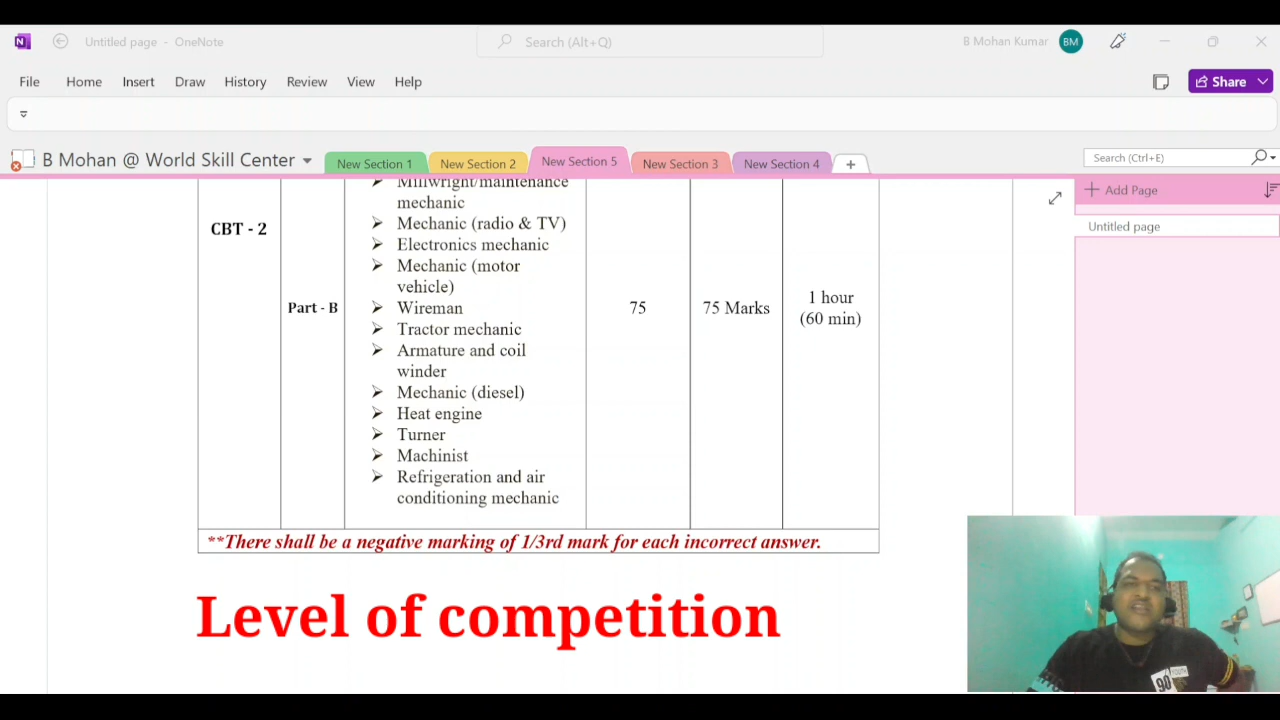 Untitled page - OneNote
Search (Alt+Q)
B Mohan Kumar
BM
File
Home
Insert
Draw
History
Review
View
Help
Share
B Mohan @ World Skill Center
New Section 1
New Section 2
New Section 5
New Section 3
New Section 4
Search (Ctrl+E)
Add Page
Untitled page
CBT - 2
Part - B
Millwright/maintenance
mechanic
Mechanic (radio & TV)
Electronics mechanic
Mechanic (motor
vehicle)
Wireman
Tractor mechanic
Armature and coil
winder
Mechanic (diesel)
Heat engine
Turner
Machinist
Refrigeration and air
conditioning mechanic
75
75 Marks
1 hour
(60 min)
**There shall be a negative marking of 1/3rd mark for each incorrect answer.
Level of competition
90
YOUTH